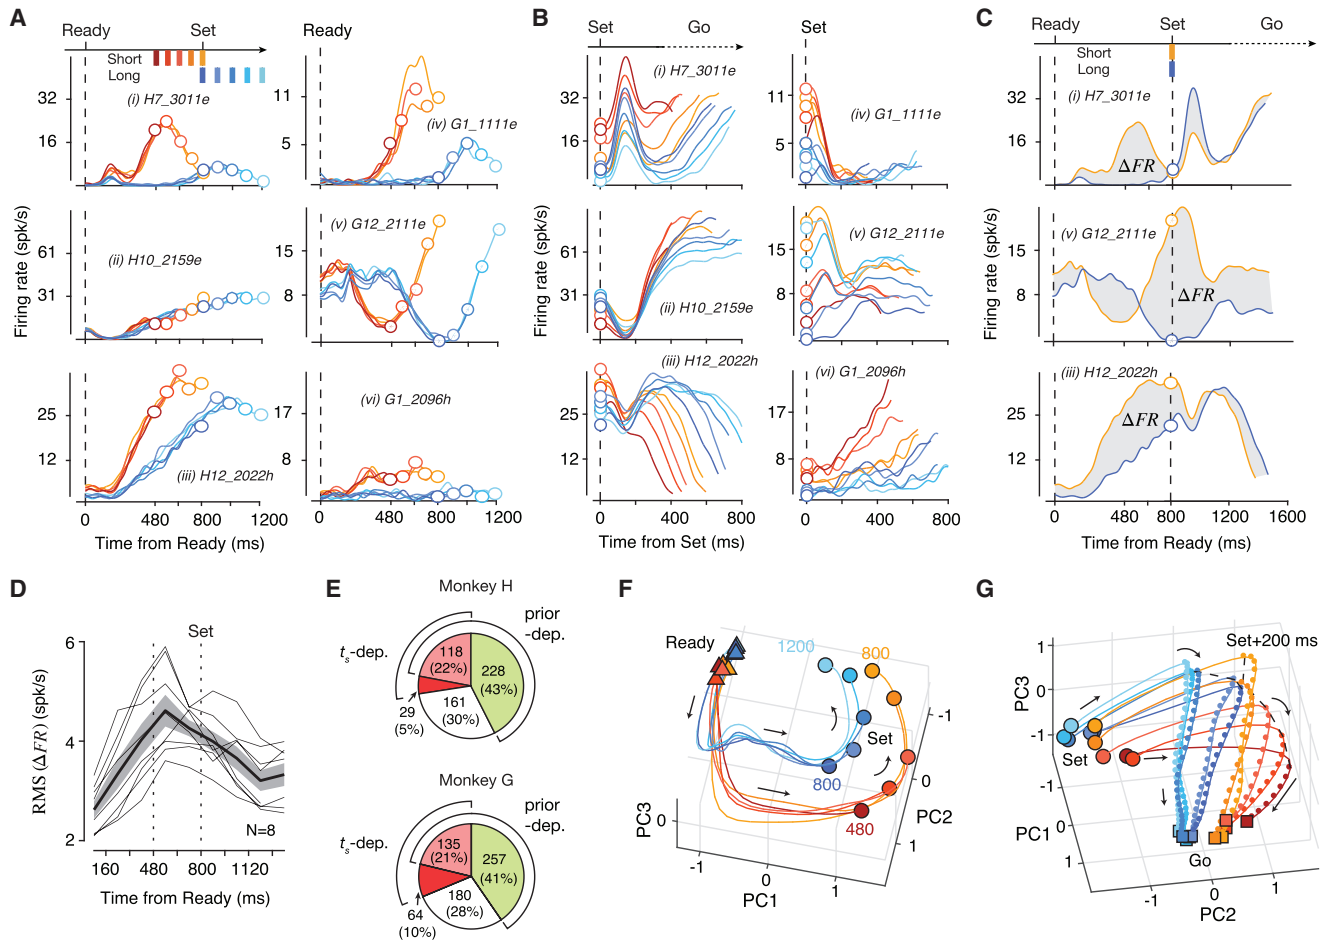 A
Ready
Set
Short
Long
Ready
(i) H7_3011e
32
16
11
5
(iv) G1_1111e
Firing rate (spk/s)
61
31
(ii) H10_2159e
15
8
(v) G12_2111e
25
12
(iii) H12_2022h
17
8
(vi) G1_2096h
0
480
800
1200
0
480
800
1200
Time from Ready (ms)
B
Set
Go
Set
(i) H7_3011e
32
16
11
5
(iv) G1_1111e
Firing rate (spk/s)
61
31
(ii) H10_2159e
15
8
(v) G12_2111e
(iii) H12_2022h
25
12
(vi) G1_2096h
17
8
0
400
800
0
400
800
Time from Set (ms)
C
Ready
Set
Go
Short
Long
(i) H7_3011e
32
16
ΔFR
Firing rate (spk/s)
(v) G12_2111e
15
8
ΔFR
(iii) H12_2022h
25
12
ΔFR
0
480
800
1200
1600
Time from Ready (ms)
D
Set
6
4
2
RMS (ΔFR) (spk/s)
N=8
160
480
800
1120
Time from Ready (ms)
E
Monkey H
prior
-dep.
ts-dep.
118
(22%)
228
(43%)
29
(5%)
161
(30%)
Monkey G
prior
-dep.
ts-dep.
135
(21%)
257
(41%)
64
(10%)
180
(28%)
F
Ready
1200
800
Set
800
480
-1
0
1
PC2
PC3
0
-1
0
1
PC1
G
Set+200 ms
1
0
-1
PC3
Set
-1
0
1
PC1
Go
-1
0
1
PC2